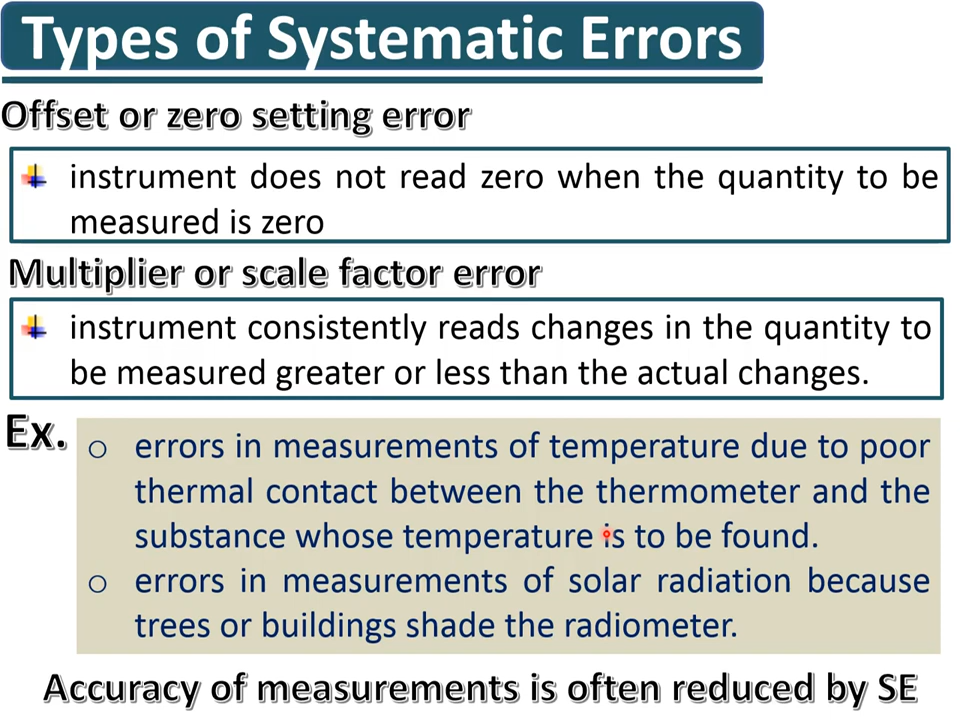 Types of Systematic Errors
Offset or zero setting error
instrument does not read zero when the quantity to be
measured is zero
Multiplier or scale factor error
instrument consistently reads changes in the quantity to
be measured greater or less than the actual changes.
Ex.
o errors in measurements of temperature due to poor
thermal contact between the thermometer and the
substance whose temperature is to be found.
o errors in measurements of solar radiation because
trees or buildings shade the radiometer.
Accuracy of measurements is often reduced by SE